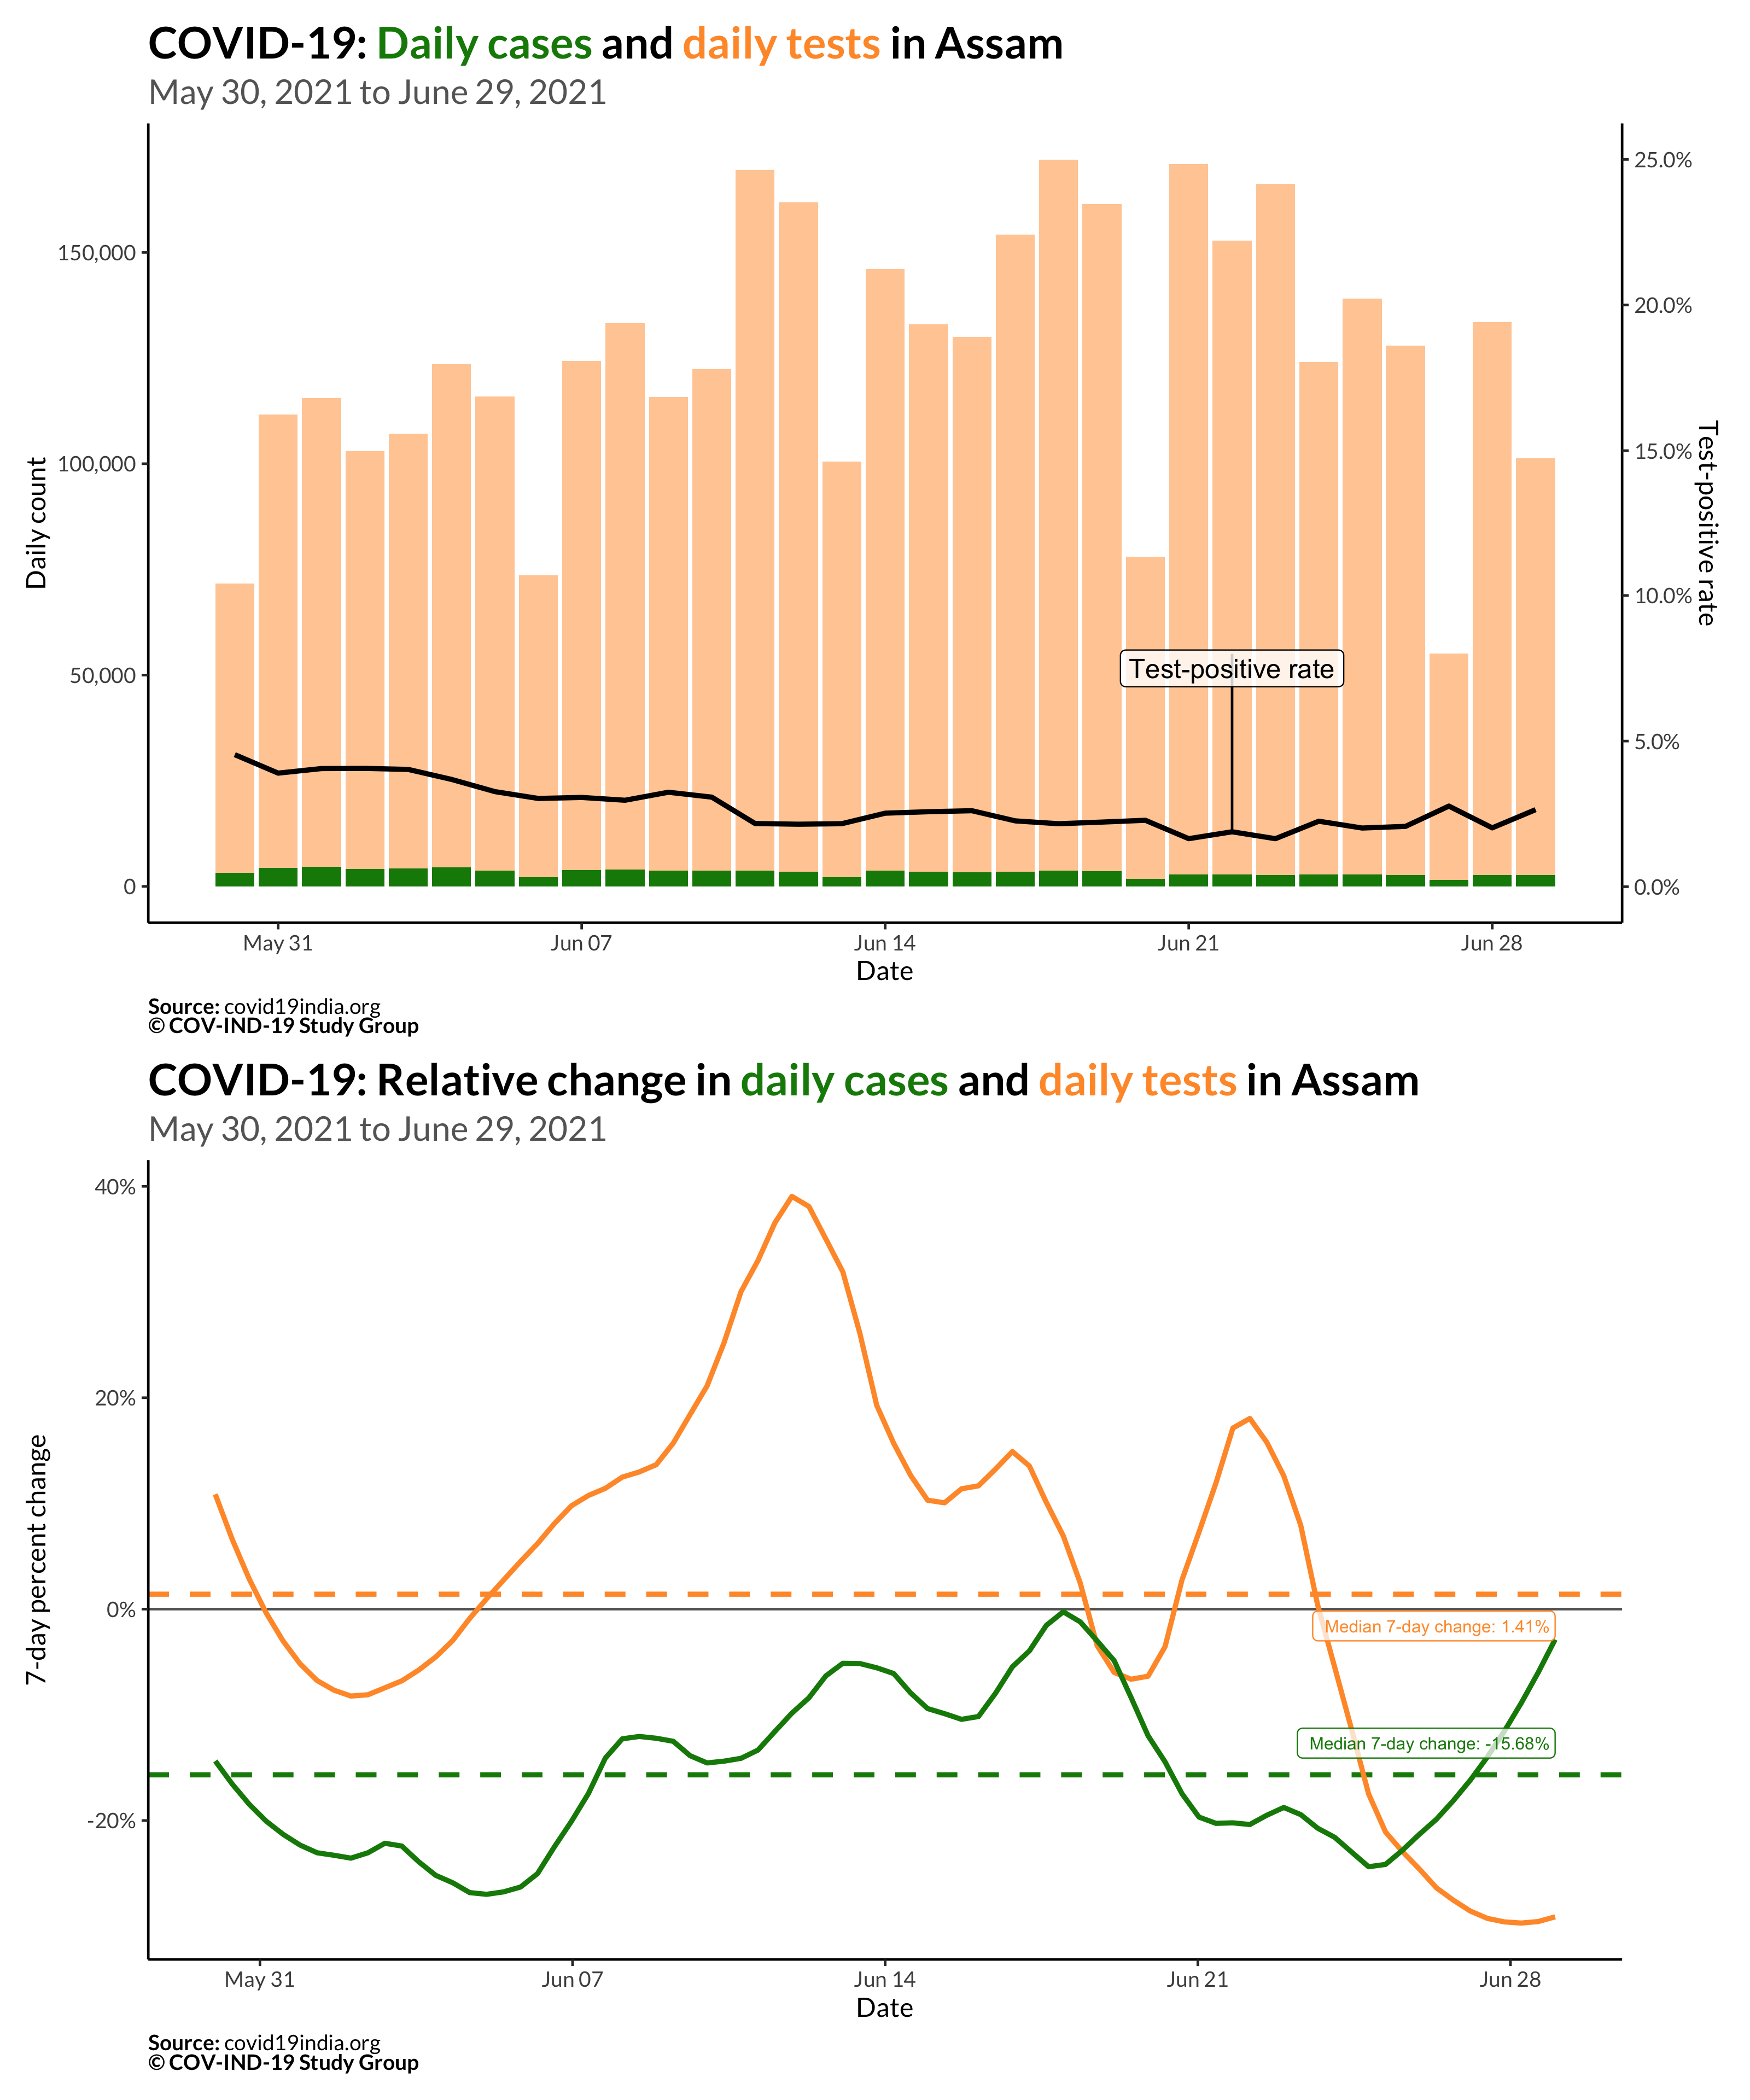 COVID-19: Daily cases and daily tests in Assam
May 30, 2021 to June 29, 2021
Daily count
150,000
100,000
50,000
0
25.0%
20.0%
15.0%
10.0%
5.0%
0.0%
Test-positive rate
Test-positive rate
May 31
Jun 07
Jun 14
Jun 21
Jun 28
Date
Source: covid19india.org
© COV-IND-19 Study Group
COVID-19: Relative change in daily cases and daily tests in Assam
May 30, 2021 to June 29, 2021
7-day percent change
40%
20%
0%
-20%
Median 7-day change: 1.41%
Median 7-day change: -15.68%
May 31
Jun 07
Jun 14
Jun 21
Jun 28
Date
Source: covid19india.org
© COV-IND-19 Study Group